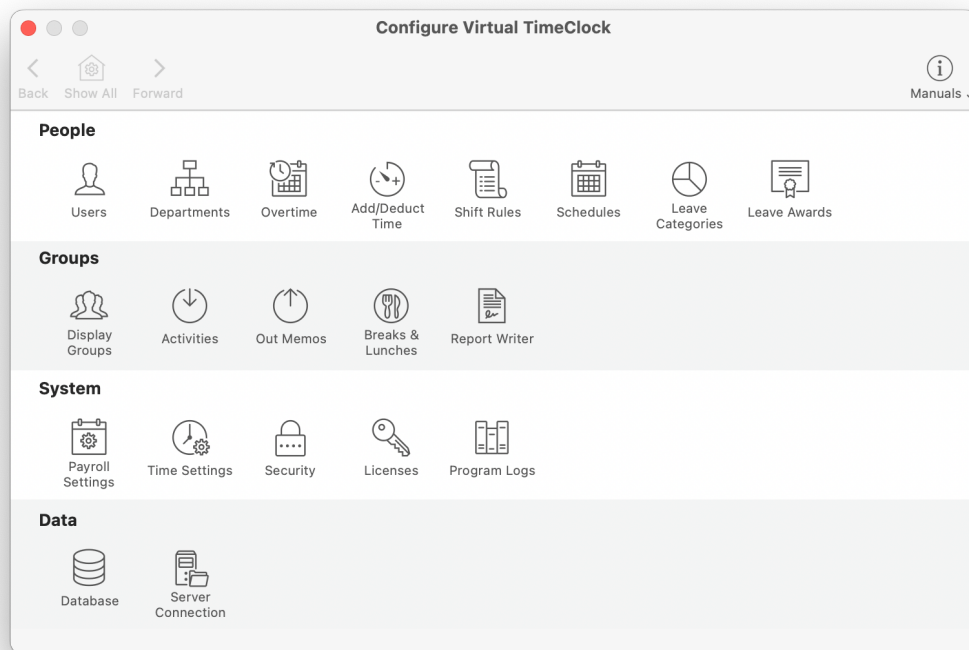 Configure Virtual TimeClock
Back
Show All
Forward
Manuals
People
Users
Departments
Overtime
Add/Deduct
Time
Shift Rules
Schedules
Leave
Categories
Leave Awards
Groups
Display
Groups
Activities
Out Memos
Breaks &
Lunches
Report Writer
System
Payroll
Settings
Time Settings
Security
Licenses
Program Logs
Data
Database
Server
Connection